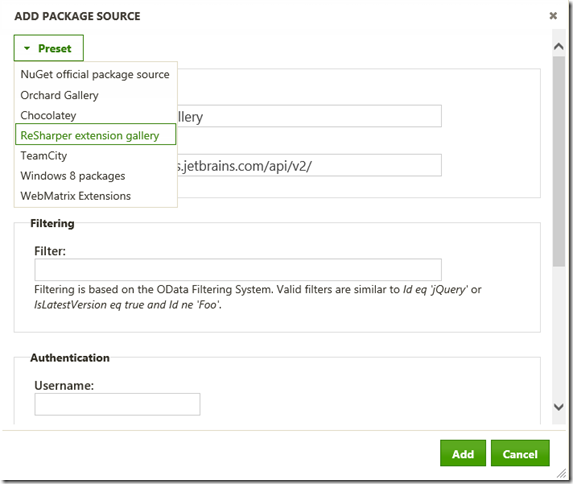 ADD PACKAGE SOURCE
Preset
NuGet official package source
Orchard Gallery
Chocolatey
ReSharper extension gallery
TeamCity
Windows 8 packages
WebMatrix Extensions
llery
s.jetbrains.com/api/v2/
Filtering
Filter:
Filtering is based on the OData Filtering System. Valid filters are similar to Id eq 'jQuery' or
IsLatestVersion eq true and Id ne 'Foo'.
Authentication
Username:
Add Cancel